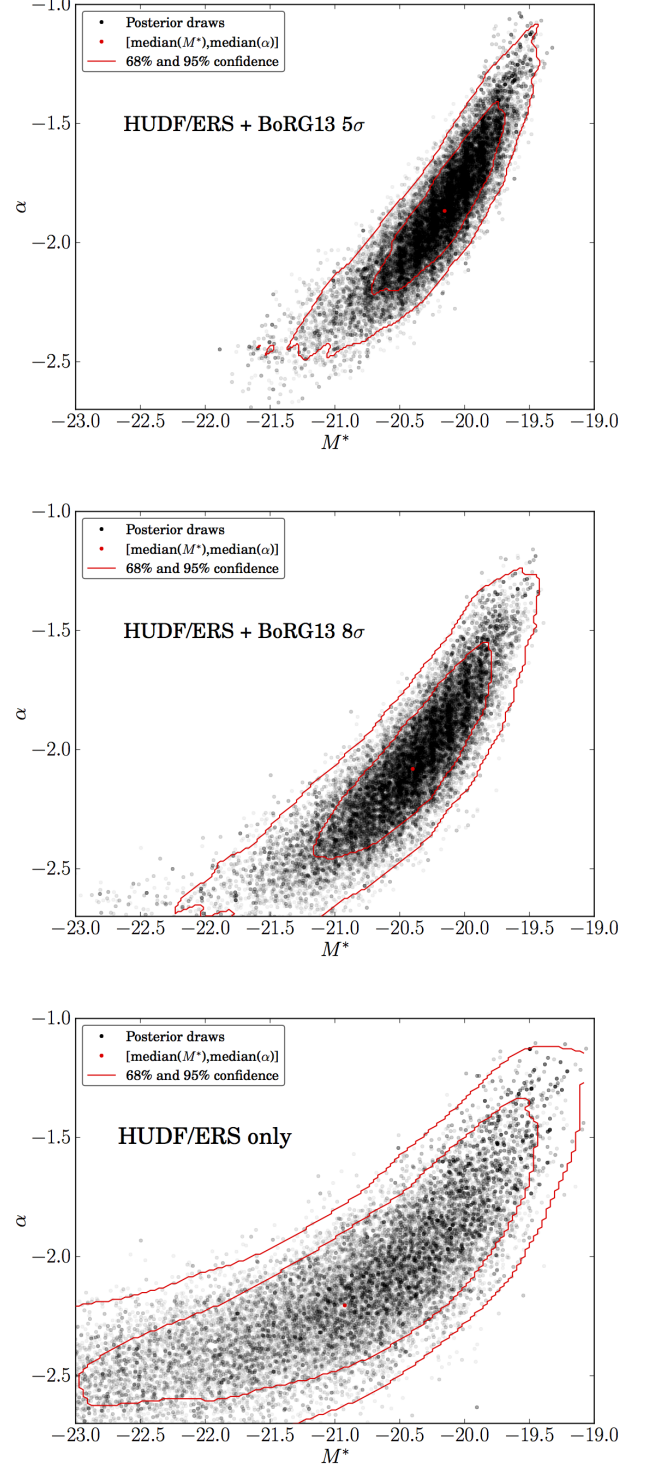 −1.0
Posterior draws
[median(M*),median(α)]
68% and 95% confidence
HUDF/ERS + BoRG13 5σ
−1.5
α
−2.0
−2.5
−23.0 −22.5 −22.0 −21.5 −21.0 −20.5 −20.0 −19.5 −19.0
M*
−1.0
Posterior draws
[median(M*),median(α)]
68% and 95% confidence
HUDF/ERS + BoRG13 8σ
−1.5
α
−2.0
−2.5
−23.0 −22.5 −22.0 −21.5 −21.0 −20.5 −20.0 −19.5 −19.0
M*
−1.0
Posterior draws
[median(M*),median(α)]
68% and 95% confidence
HUDF/ERS only
−1.5
α
−2.0
−2.5
−23.0 −22.5 −22.0 −21.5 −21.0 −20.5 −20.0 −19.5 −19.0
M*